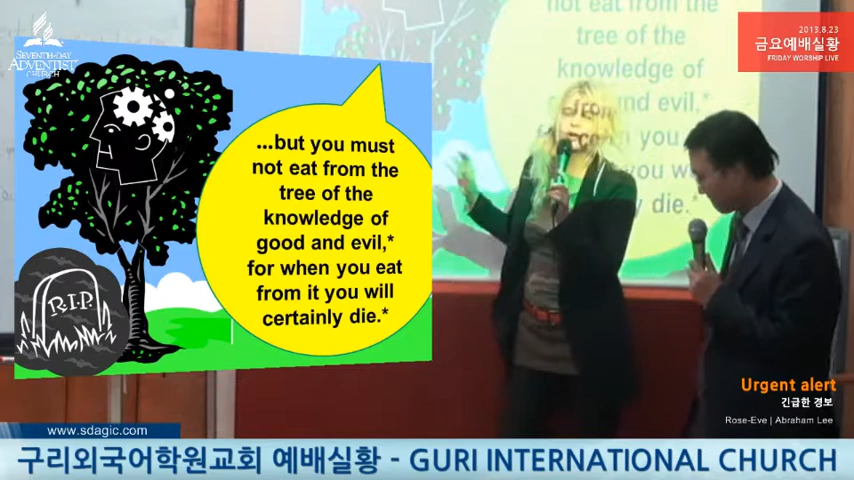 SEVENTH-DAY
ADVENTIST
CHURCH
...but you must
not eat from the
tree of the
knowledge of
good and evil,*
for when you eat
from it you will
certainly die.*
R.I.P.
not eat from the
tree of the
knowledge of
and evil,*
you
die.*
2013.8.23
금요예배실황
FRIDAY WORSHIP LIVE
Urgent alert
긴급한 경보
Rose-Eve | Abraham Lee
www.sdagic.com
구리외국어학원교회 예배실황 - GURI INTERNATIONAL CHURCH